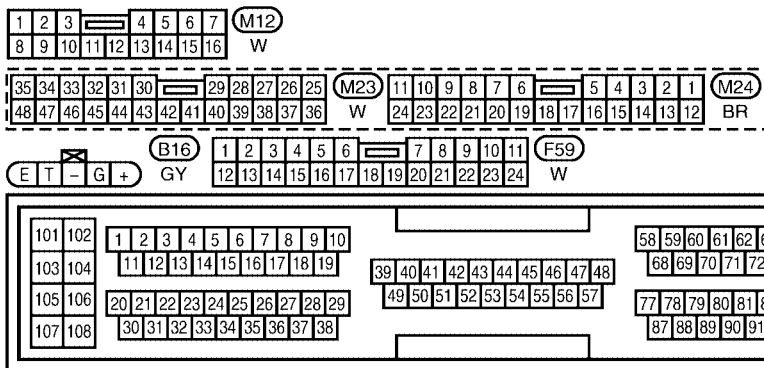 1 2 3 4 5 6 7 M12
8 9 10 11 12 13 14 15 16 W
35 34 33 32 31 30 29 28 27 26 25 M23 11 10 9 8 7 6 5 4 3 2 1 M24
48 47 46 45 44 43 42 41 40 39 38 37 36 W 24 23 22 21 20 19 18 17 16 15 14 13 12 BR
B16 1 2 3 4 5 6 7 8 9 10 11 F59
E T - G + GY 12 13 14 15 16 17 18 19 20 21 22 23 24 W
101 102 1 2 3 4 5 6 7 8 9 10 58 59 60 61 62
103 104 11 12 13 14 15 16 17 18 19 39 40 41 42 43 44 45 46 47 48 68 69 70 71 72
105 106 20 21 22 23 24 25 26 27 28 29 49 50 51 52 53 54 55 56 57 77 78 79 80 81
107 108 30 31 32 33 34 35 36 37 38 87 88 89 90 91